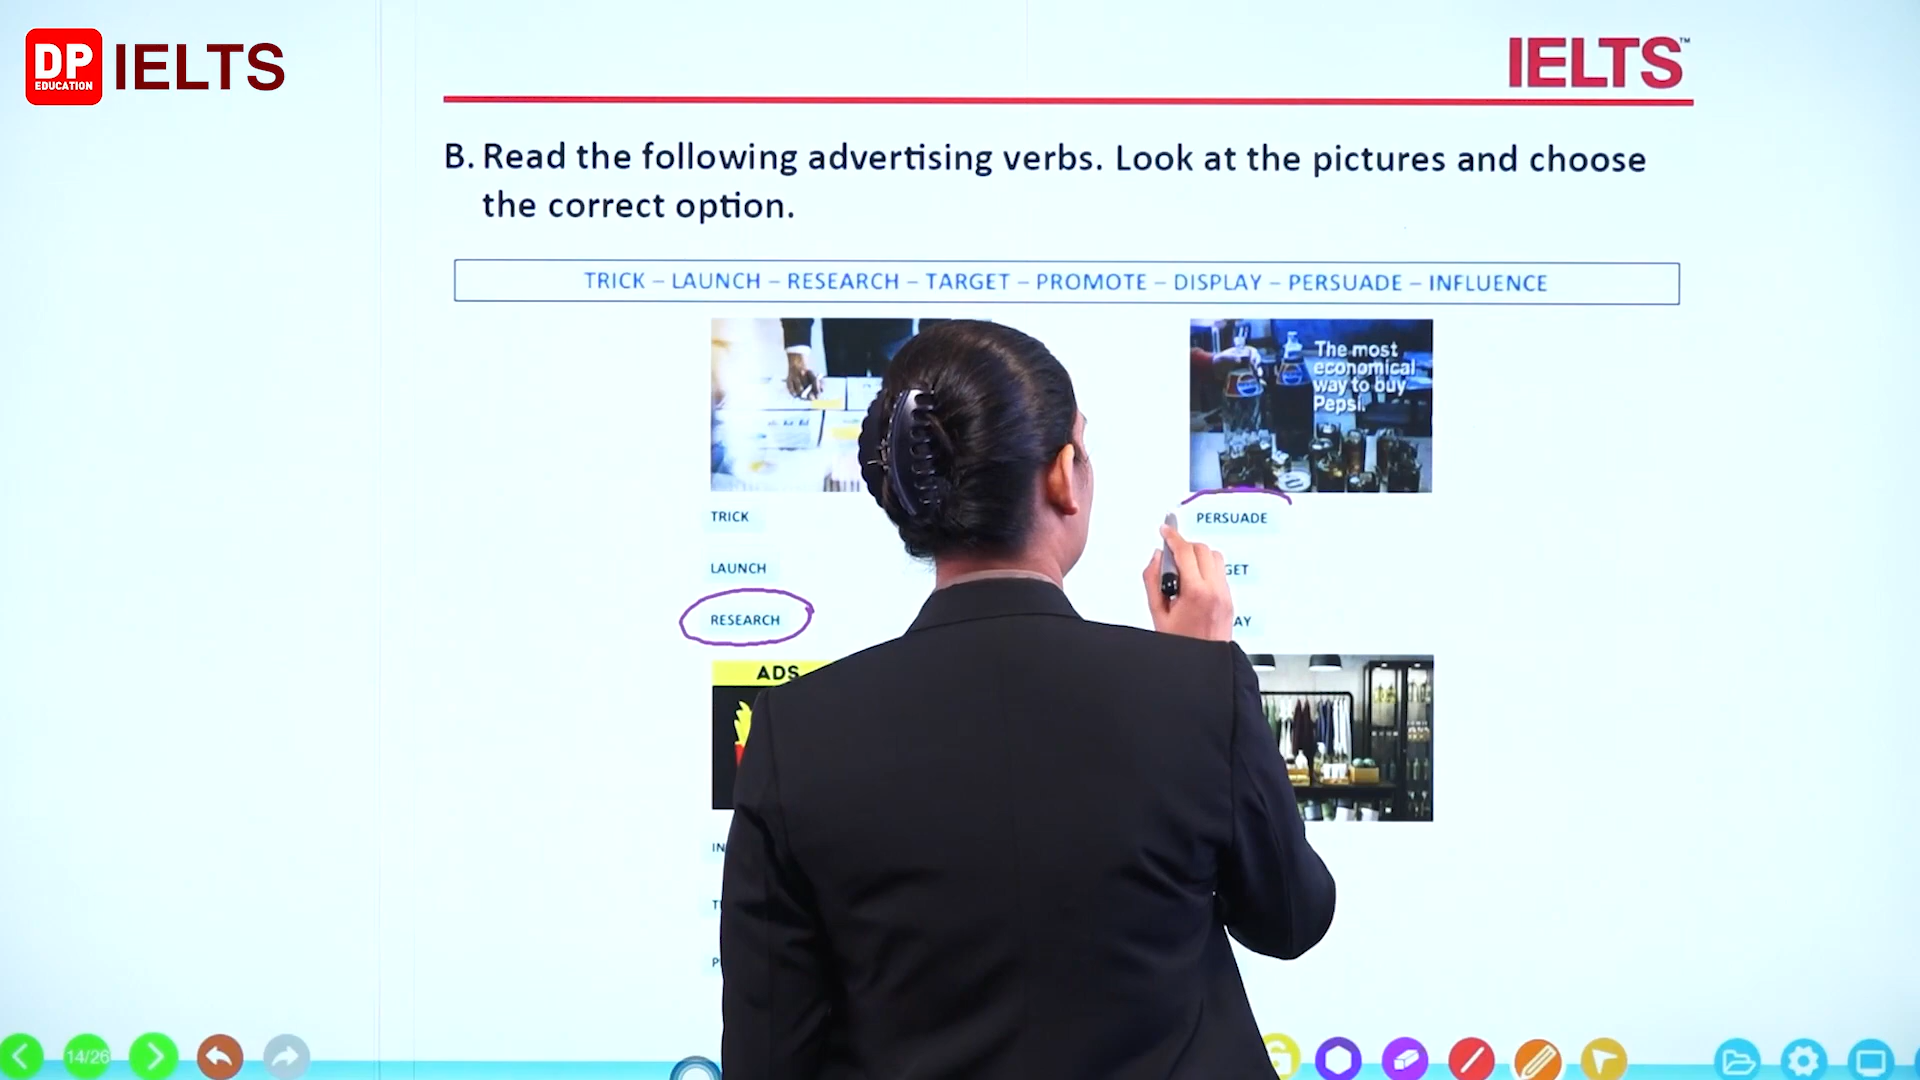 DP
EDUCATION
IELTS
IELTS™
B. Read the following advertising verbs. Look at the pictures and choose
the correct option.
TRICK – LAUNCH – RESEARCH – TARGET – PROMOTE – DISPLAY – PERSUADE – INFLUENCE
The most
economical
way to buy
Pepsi.
TRICK
LAUNCH
RESEARCH
PERSUADE
ADS
14/26